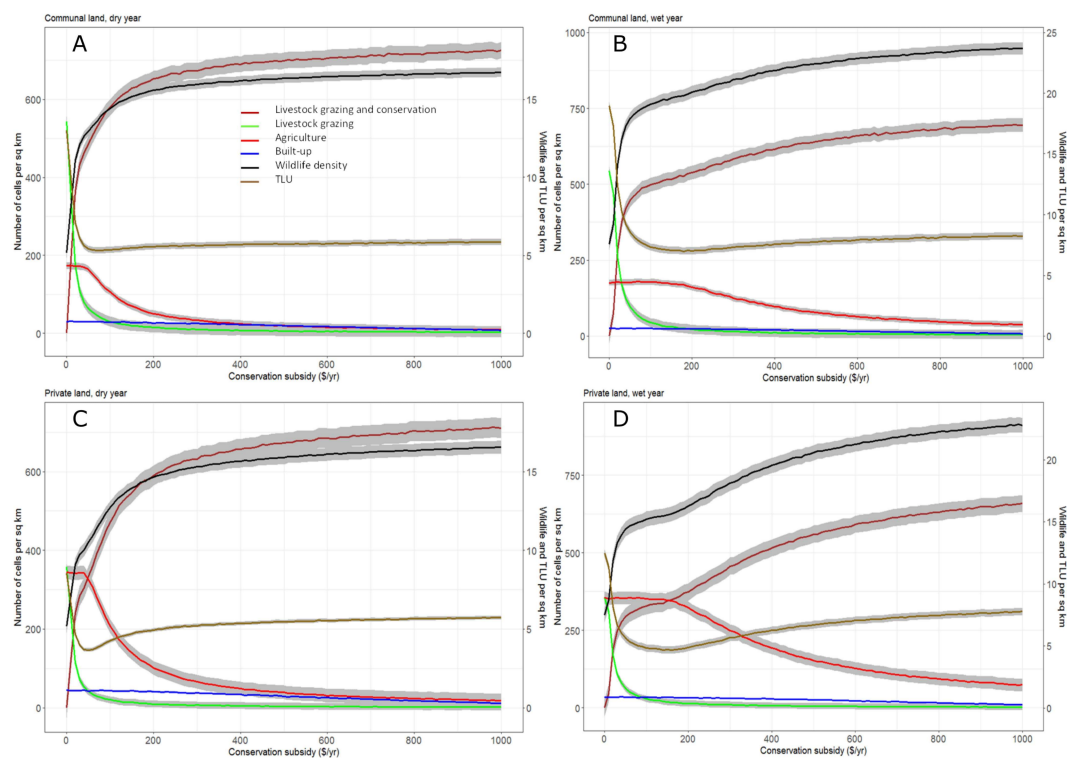 Communal land, dry year
A
Number of cells per sq km
600
400
200
0
Livestock grazing and conservation
Livestock grazing
Agriculture
Built-up
Wildlife density
TLU
15
10
5
0
Wildlife and TLU per sq km
0 200 400 600 800 1000
Conservation subsidy ($/yr)
Communal land, wet year
B
Number of cells per sq km
1000
750
500
250
0
25
20
15
10
5
0
Wildlife and TLU per sq km
0 200 400 600 800 1000
Conservation subsidy ($/yr)
Private land, dry year
C
Number of cells per sq km
600
400
200
0
15
10
5
0
Wildlife and TLU per sq km
0 200 400 600 800 1000
Conservation subsidy ($/yr)
Private land, wet year
D
Number of cells per sq km
750
500
250
0
20
15
10
5
0
Wildlife and TLU per sq km
0 200 400 600 800 1000
Conservation subsidy ($/yr)